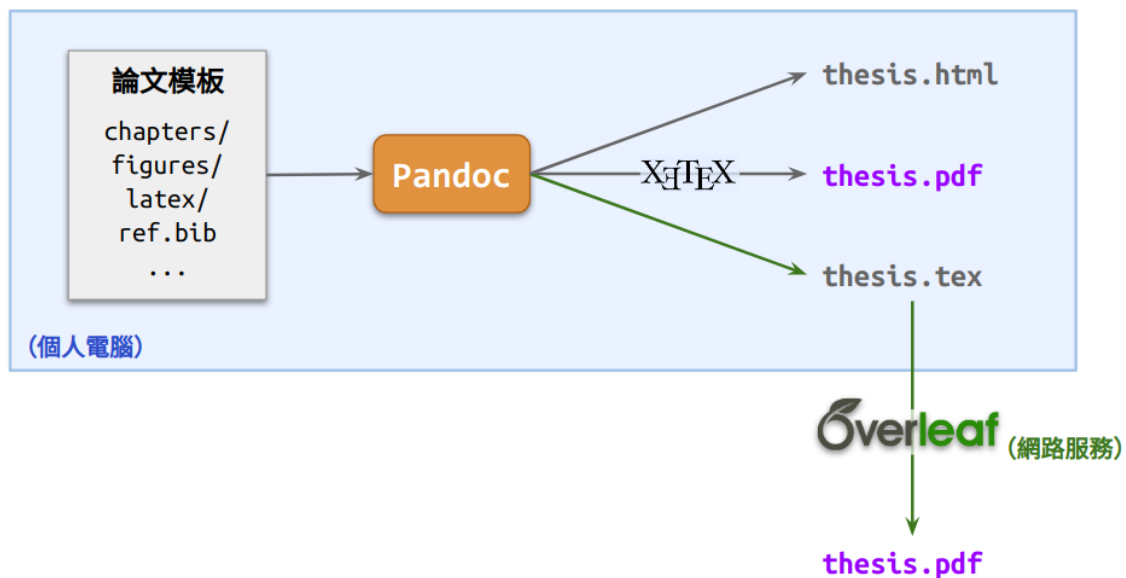 論文模板
chapters/
figures/
latex/
ref.bib
...
Pandoc
thesis.html
XƎTEX
thesis.pdf
thesis.tex
(個人電腦)
Overleaf
(網路服務)
thesis.pdf